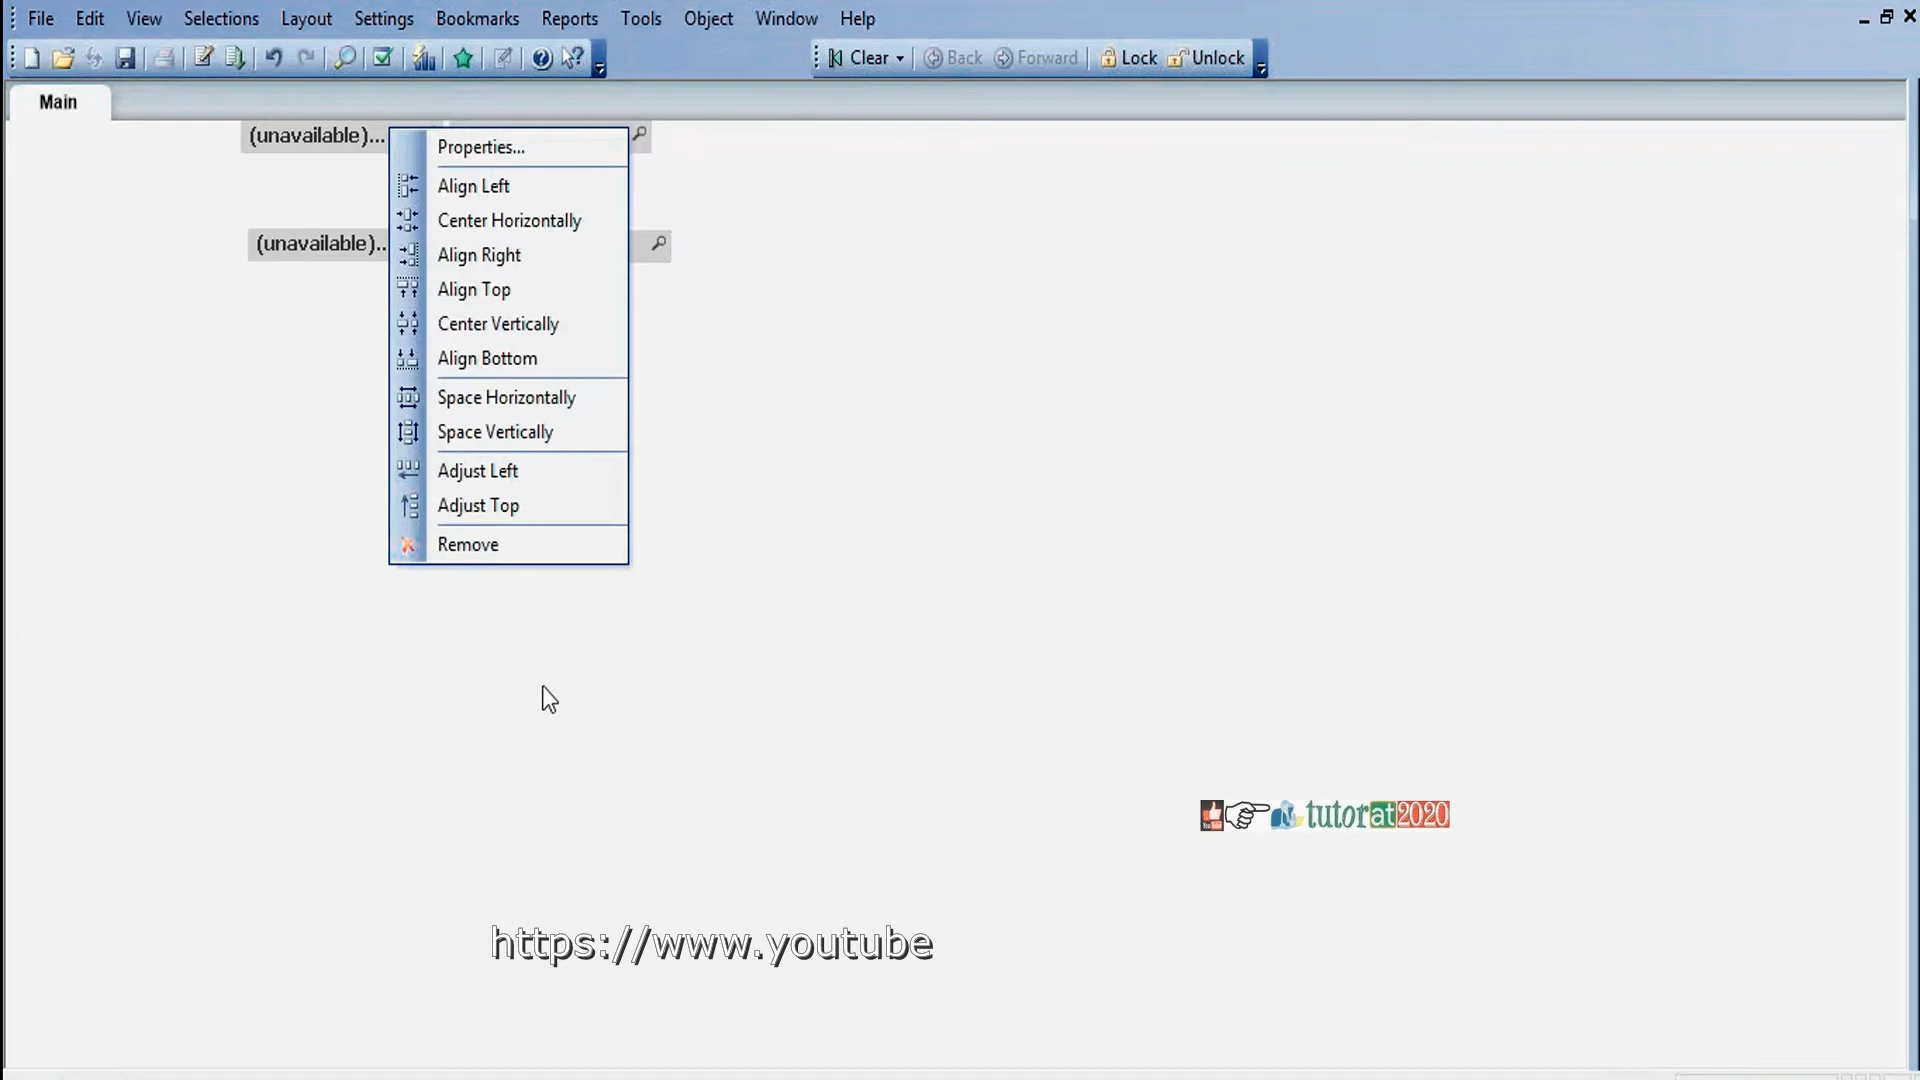 File Edit View Selections Layout Settings Bookmarks Reports Tools Object Window Help
Clear Back Forward Lock Unlock
Main
(unavailable)...
Properties...
(unavailable)..
Align Left
Center Horizontally
Align Right
Align Top
Center Vertically
Align Bottom
Space Horizontally
Space Vertically
Adjust Left
Adjust Top
Remove
tutorat2020
https://www.youtube